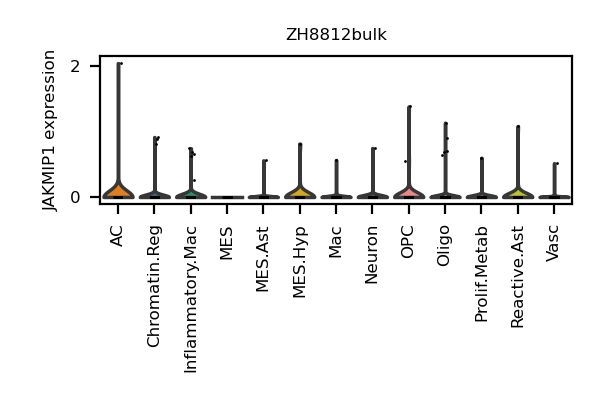 ZH8812bulk
JAKMIP1 expression
2
0
AC
Chromatin.Reg
Inflammatory.Mac
MES
MES.Ast
MES.Hyp
Mac
Neuron
OPC
Oligo
Prolif.Metab
Reactive.Ast
Vasc